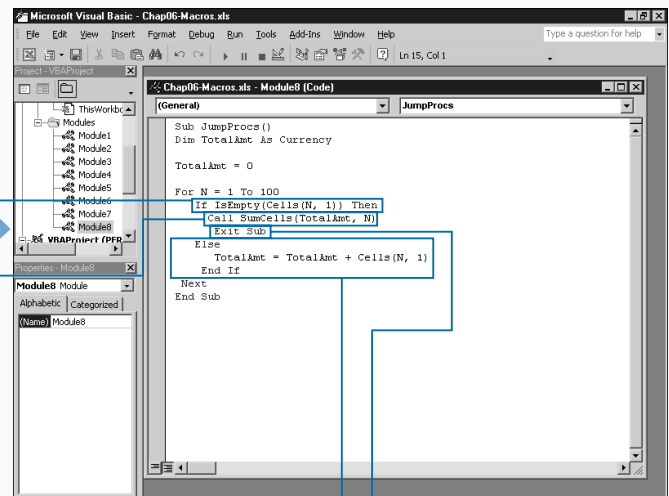 Microsoft Visual Basic - Chap06-Macros.xls
File Edit View Insert Format Debug Run Tools Add-Ins Window Help
Type a question for help
Ln 15, Col 1
Project - VBAProject
ThisWorkbc
Modules
Module1
Module2
Module3
Module4
Module5
Module6
Module7
Module8
VBAProject (PER
Properties - Module8
Module8 Module
Alphabetic Categorized
(Name) Module8
Chap06-Macros.xls - Module8 (Code)
(General) JumpProcs
Sub JumpProcs()
Dim TotalAmt As Currency
TotalAmt = 0
For N = 1 To 100
If IsEmpty(Cells(N, 1)) Then
Call SumCells(TotalAmt, N)
Exit Sub
Else
TotalAmt = TotalAmt + Cells(N, 1)
End If
Next
End Sub